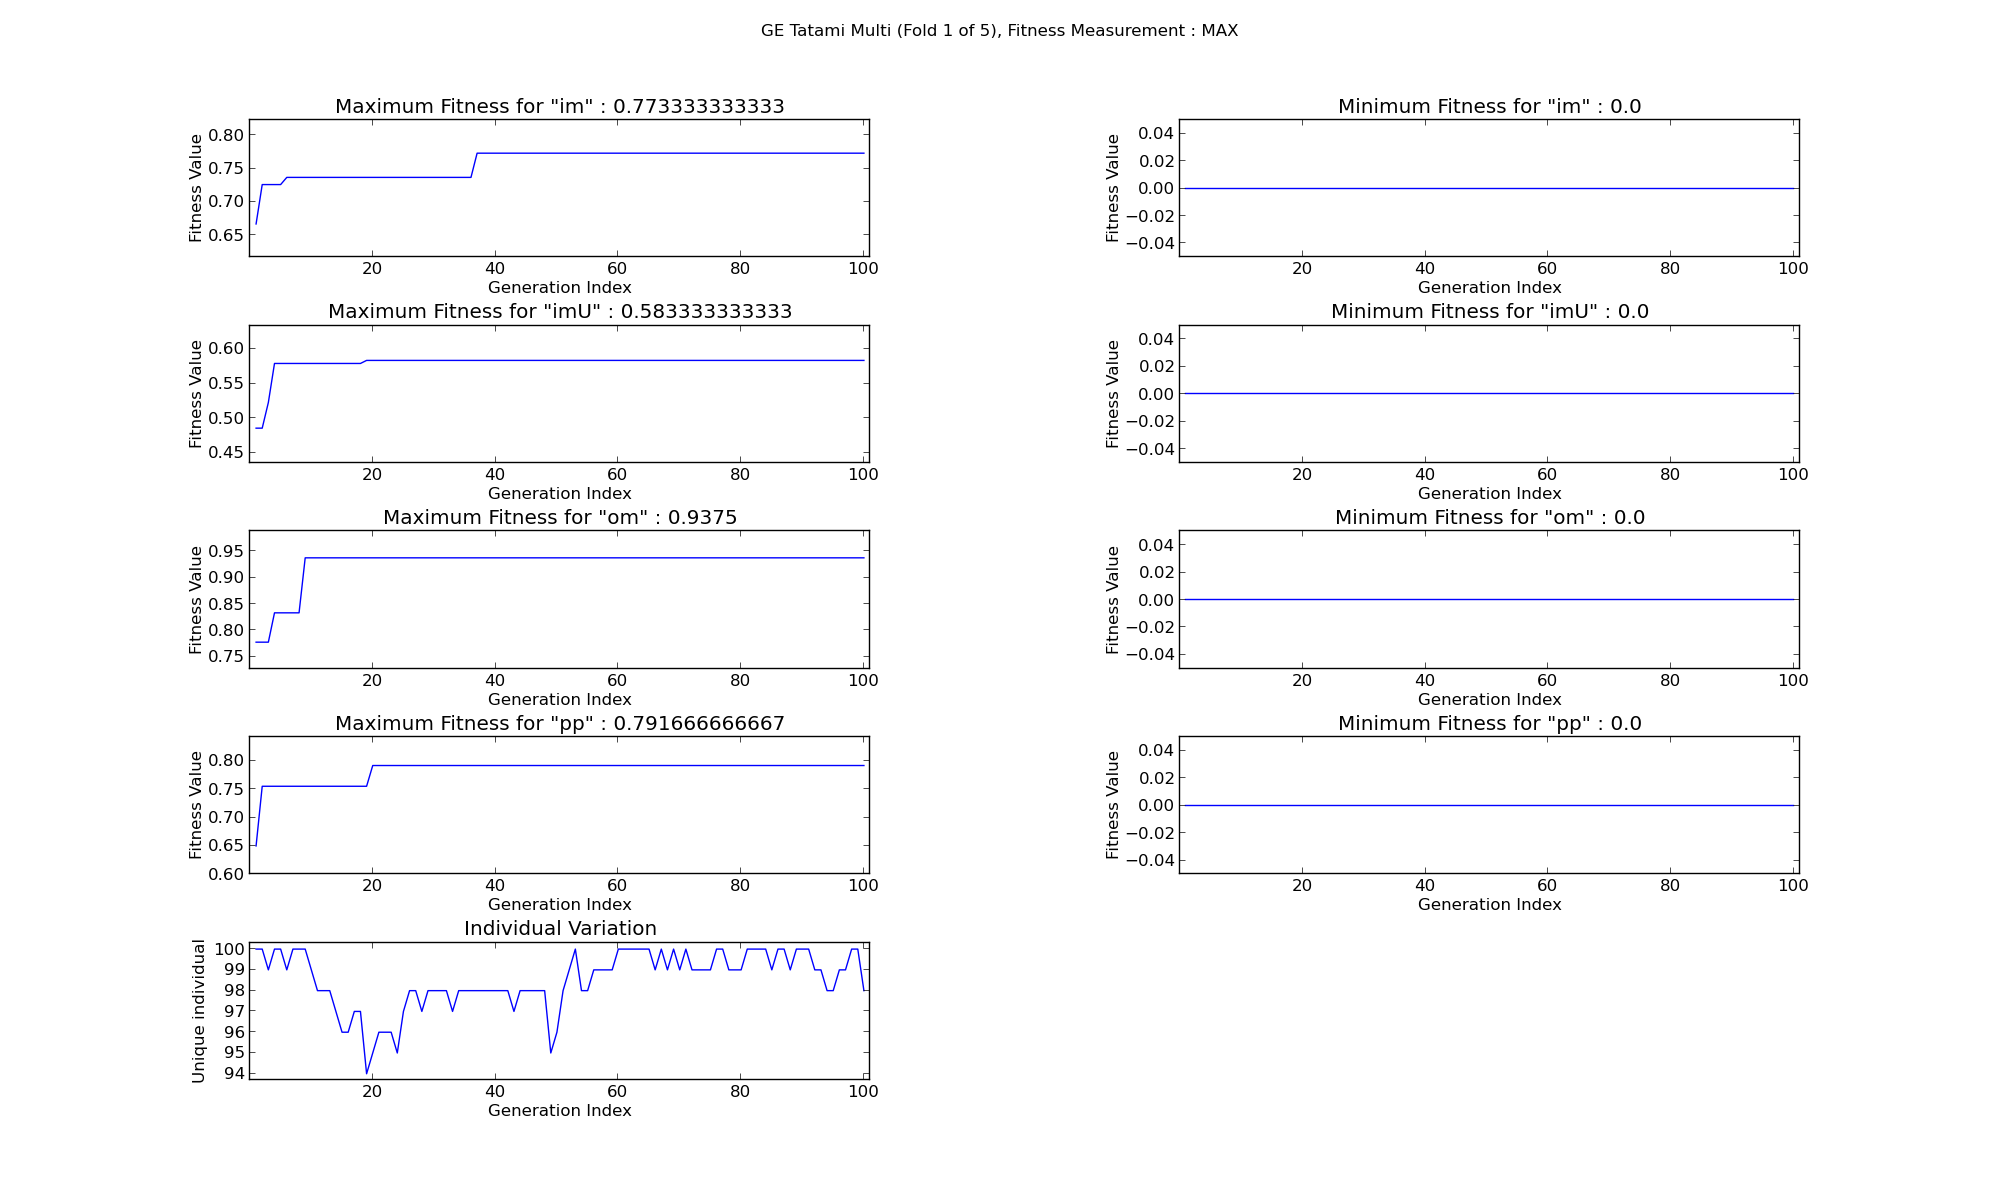 GE Tatami Multi (Fold 1 of 5), Fitness Measurement : MAX
Maximum Fitness for "im" : 0.773333333333
Fitness Value
0.80
0.75
0.70
0.65
20 40 60 80 100
Generation Index
Minimum Fitness for "im" : 0.0
Fitness Value
0.04
0.02
0.00
−0.02
−0.04
20 40 60 80 100
Generation Index
Maximum Fitness for "imU" : 0.583333333333
Fitness Value
0.60
0.55
0.50
0.45
20 40 60 80 100
Generation Index
Minimum Fitness for "imU" : 0.0
Fitness Value
0.04
0.02
0.00
−0.02
−0.04
20 40 60 80 100
Generation Index
Maximum Fitness for "om" : 0.9375
Fitness Value
0.95
0.90
0.85
0.80
0.75
20 40 60 80 100
Generation Index
Minimum Fitness for "om" : 0.0
Fitness Value
0.04
0.02
0.00
−0.02
−0.04
20 40 60 80 100
Generation Index
Maximum Fitness for "pp" : 0.791666666667
Fitness Value
0.80
0.75
0.70
0.65
0.60
20 40 60 80 100
Generation Index
Minimum Fitness for "pp" : 0.0
Fitness Value
0.04
0.02
0.00
−0.02
−0.04
20 40 60 80 100
Generation Index
Individual Variation
Unique individual
100
99
98
97
96
95
94
20 40 60 80 100
Generation Index